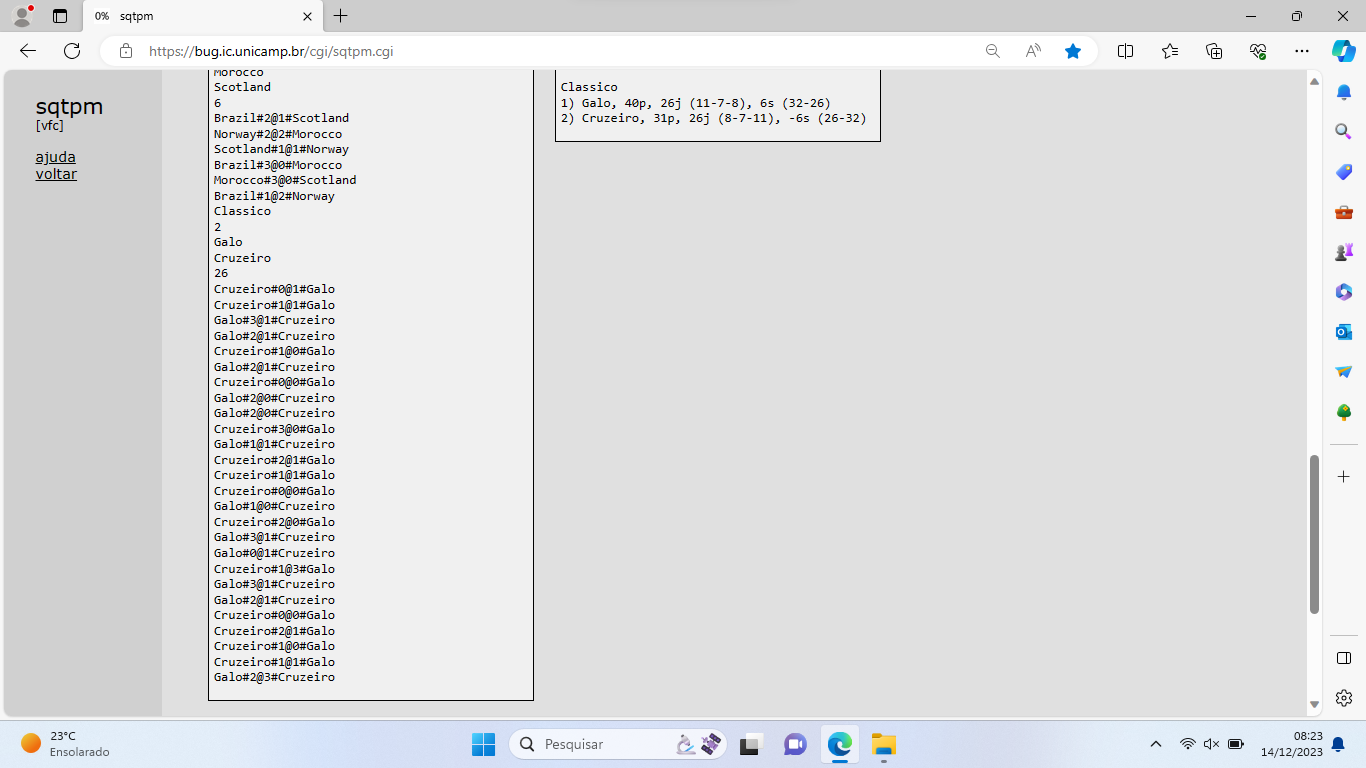 0% sqtpm
https://bug.ic.unicamp.br/cgi/sqtpm.cgi
sqtpm
[vfc]
ajuda
voltar
Morocco
Scotland
6
Brazil#2@1#Scotland
Norway#2@2#Morocco
Scotland#1@1#Norway
Brazil#3@0#Morocco
Morocco#3@0#Scotland
Brazil#1@2#Norway
Classico
2
Galo
Cruzeiro
26
Cruzeiro#0@1#Galo
Cruzeiro#1@1#Galo
Galo#3@1#Cruzeiro
Galo#2@1#Cruzeiro
Cruzeiro#1@0#Galo
Galo#2@1#Cruzeiro
Cruzeiro#0@0#Galo
Galo#2@0#Cruzeiro
Galo#2@0#Cruzeiro
Cruzeiro#3@0#Galo
Galo#1@1#Cruzeiro
Cruzeiro#2@1#Galo
Cruzeiro#1@1#Galo
Cruzeiro#0@0#Galo
Galo#1@0#Cruzeiro
Cruzeiro#2@0#Galo
Galo#3@1#Cruzeiro
Galo#0@1#Cruzeiro
Cruzeiro#1@3#Galo
Galo#3@1#Cruzeiro
Galo#2@1#Cruzeiro
Cruzeiro#0@0#Galo
Cruzeiro#2@1#Galo
Cruzeiro#1@0#Galo
Cruzeiro#1@1#Galo
Galo#2@3#Cruzeiro
Classico
1) Galo, 40p, 26j (11-7-8), 6s (32-26)
2) Cruzeiro, 31p, 26j (8-7-11), -6s (26-32)
23°C
Ensolarado
Pesquisar
08:23
14/12/2023